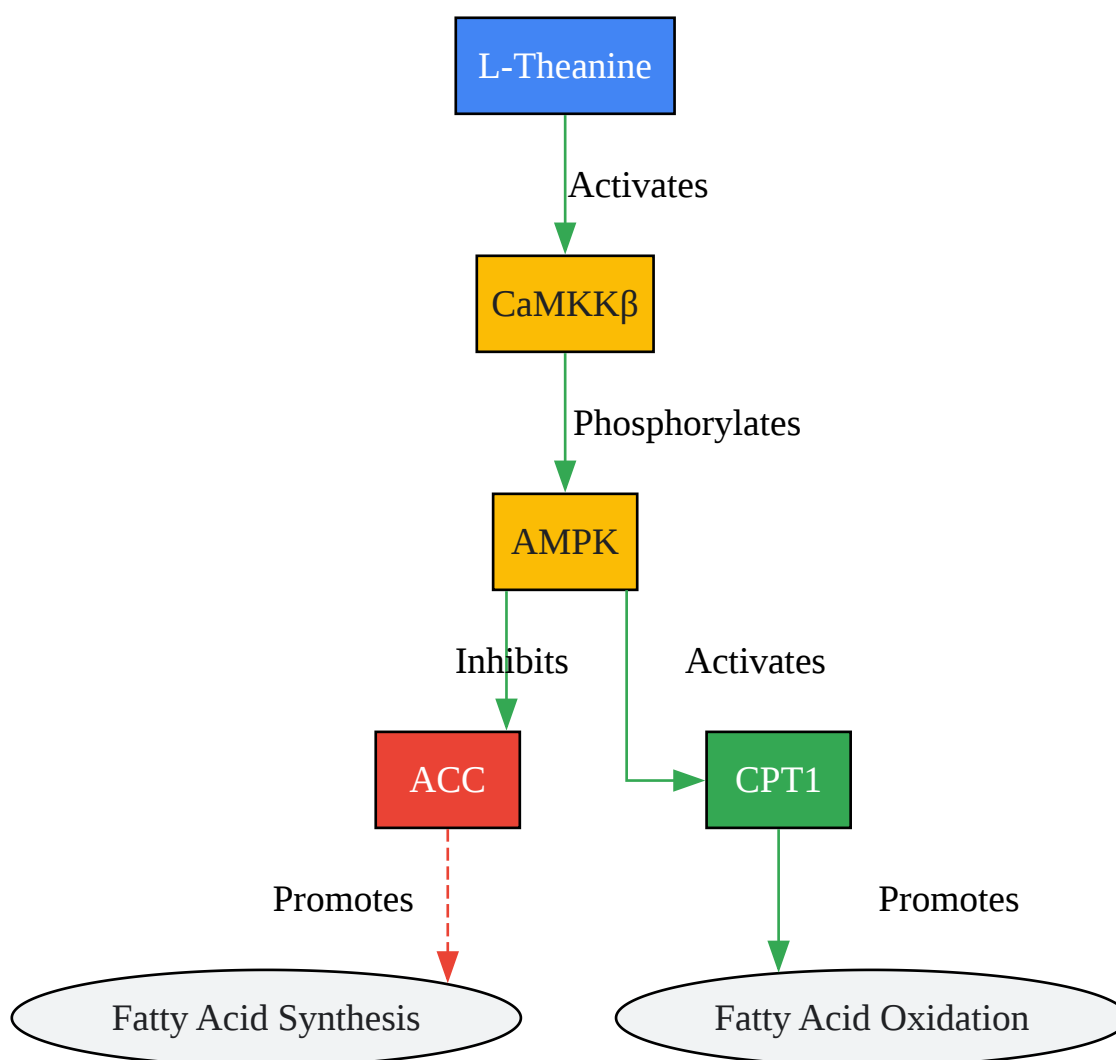 L-Theanine
Activates
CaMKKβ
Phosphorylates
AMPK
Inhibits
Activates
ACC
CPT1
Promotes
Promotes
Fatty Acid Synthesis
Fatty Acid Oxidation